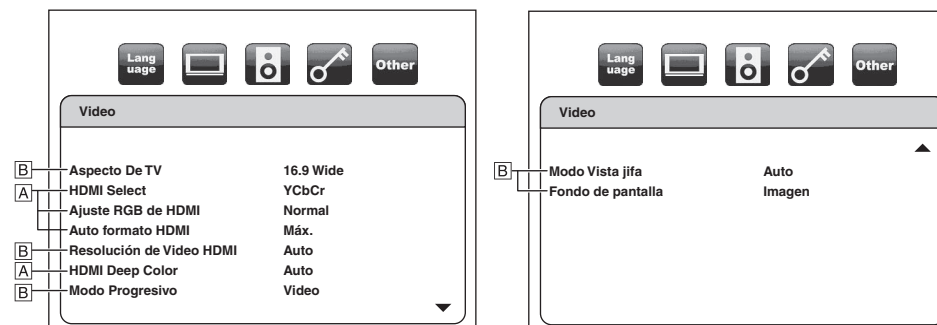 Lang
uage
Other
Video
B Aspecto De TV 16.9 Wide
A HDMI Select YCbCr
Ajuste RGB de HDMI Normal
Auto formato HDMI Máx.
B Resolución de Video HDMI Auto
A HDMI Deep Color Auto
B Modo Progresivo Video
Lang
uage
Other
Video
B Modo Vista jifa Auto
Fondo de pantalla Imagen